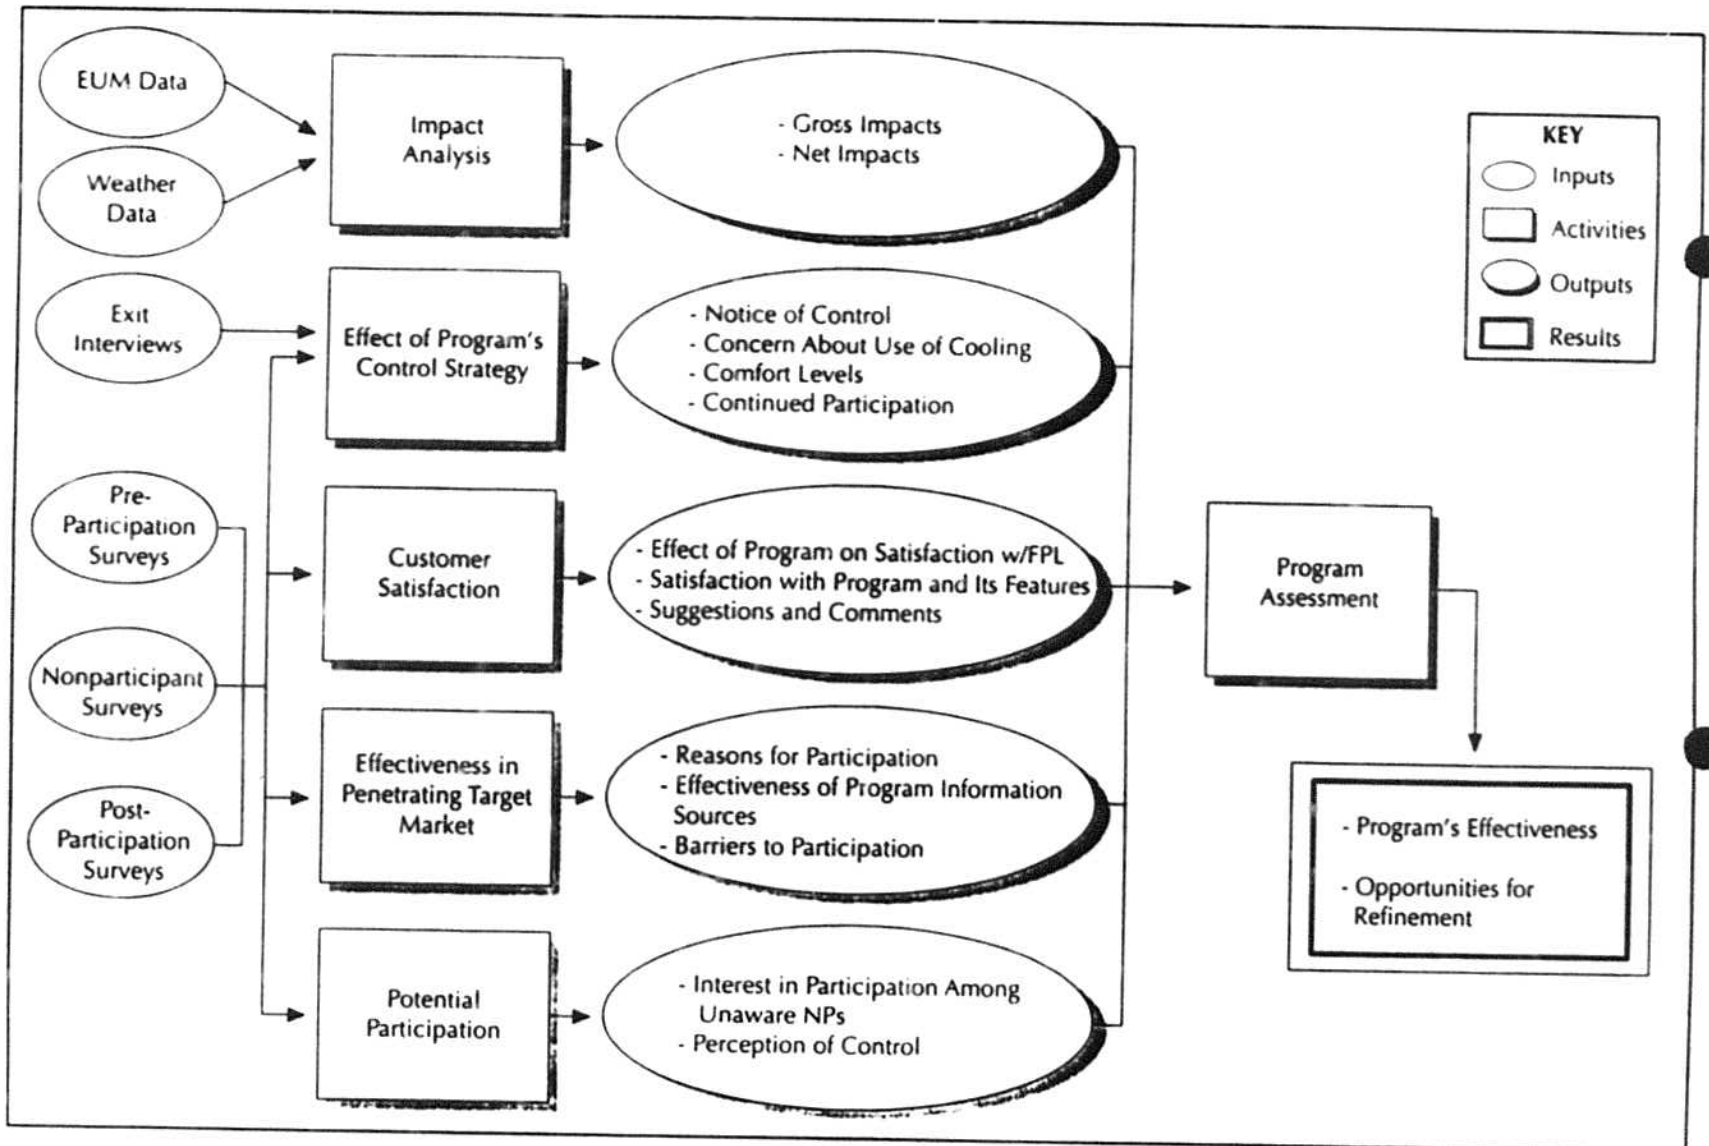 EUM Data
Weather
Data
Exit
Interviews
Pre-
Participation
Surveys
Nonparticipant
Surveys
Post-
Participation
Surveys
Impact
Analysis
Effect of Program's
Control Strategy
Customer
Satisfaction
Effectiveness in
Penetrating Target
Market
Potential
Participation
- Gross Impacts
- Net Impacts
- Notice of Control
- Concern About Use of Cooling
- Comfort Levels
- Continued Participation
- Effect of Program on Satisfaction w/FPL
- Satisfaction with Program and Its Features
- Suggestions and Comments
- Reasons for Participation
- Effectiveness of Program Information
Sources
- Barriers to Participation
- Interest in Participation Among
Unaware NPs
- Perception of Control
Program
Assessment
- Program's Effectiveness
- Opportunities for
Refinement
KEY
Inputs
Activities
Outputs
Results